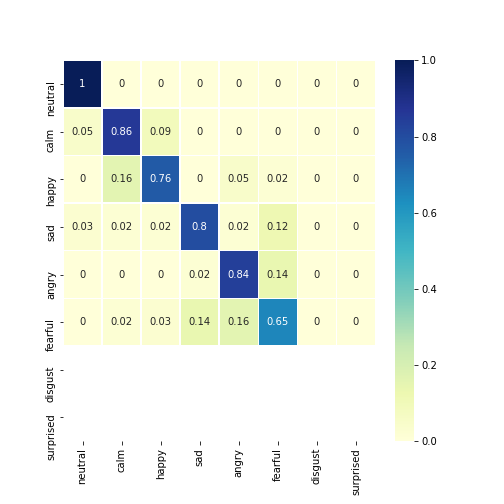 neutral 1 0 0 0 0 0 0 0
calm 0.05 0.86 0.09 0 0 0 0 0
happy 0 0.16 0.76 0 0.05 0.02 0 0
sad 0.03 0.02 0.02 0.8 0.02 0.12 0 0
angry 0 0 0 0.02 0.84 0.14 0 0
fearful 0 0.02 0.03 0.14 0.16 0.65 0 0
disgust
surprised
neutral calm happy sad angry fearful disgust surprised
1.0
0.8
0.6
0.4
0.2
0.0